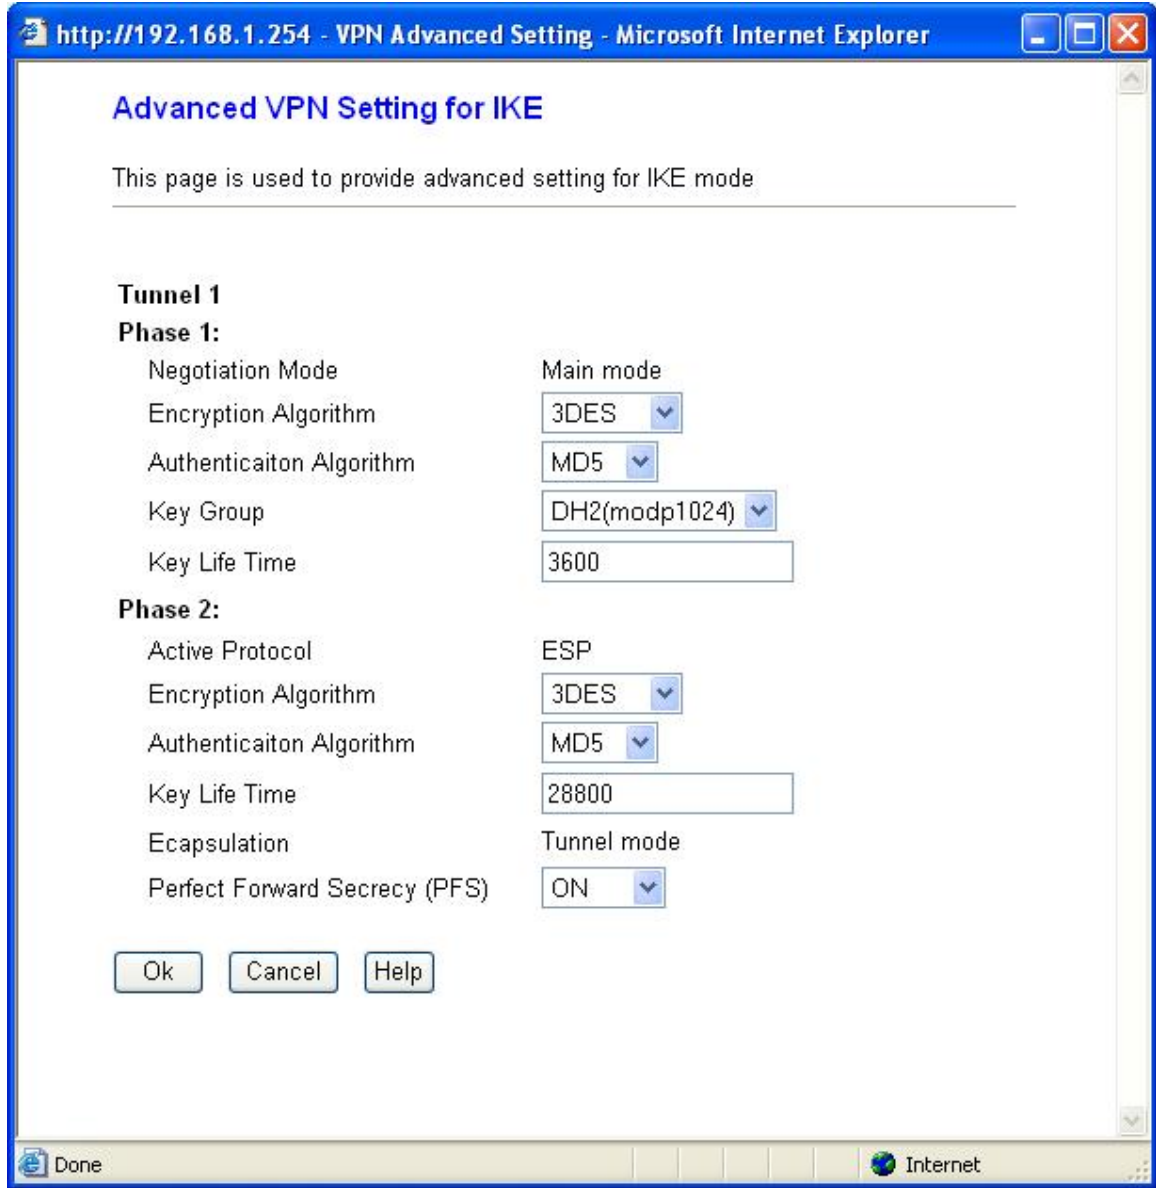 http://192.168.1.254 - VPN Advanced Setting - Microsoft Internet Explorer
Advanced VPN Setting for IKE
This page is used to provide advanced setting for IKE mode
Tunnel 1
Phase 1:
Negotiation Mode Main mode
Encryption Algorithm 3DES
Authenticaiton Algorithm MD5
Key Group DH2(modp1024)
Key Life Time 3600
Phase 2:
Active Protocol ESP
Encryption Algorithm 3DES
Authenticaiton Algorithm MD5
Key Life Time 28800
Ecapsulation Tunnel mode
Perfect Forward Secrecy (PFS) ON
Ok Cancel Help
Done Internet